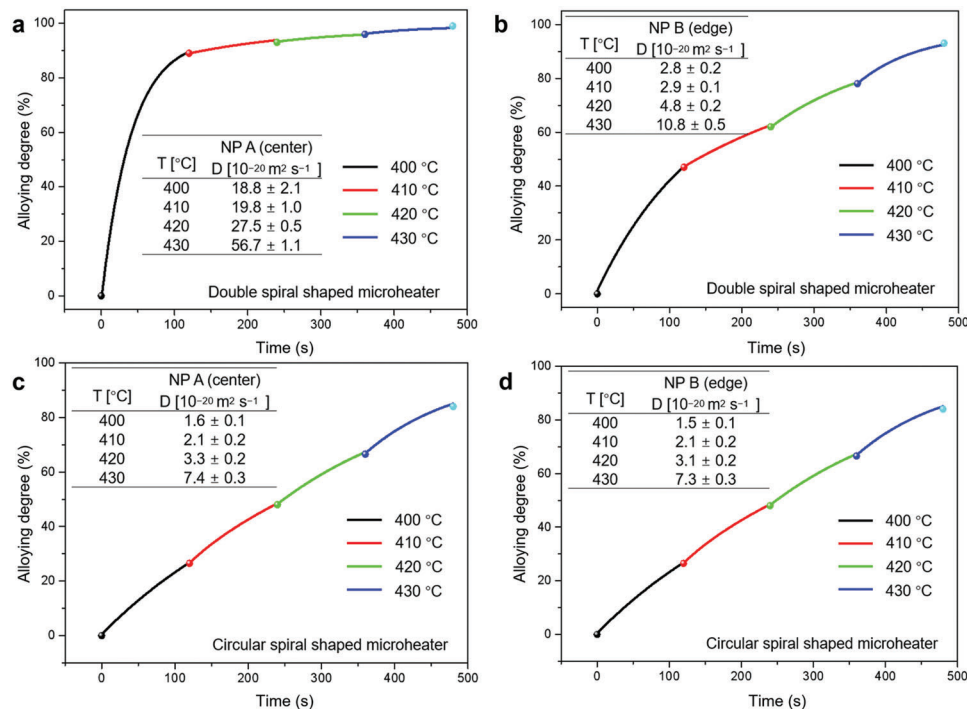 a
Alloying degree (%)
100
80
60
40
20
0
NP A (center)
T [°C] D [10⁻²⁰ m² s⁻¹]
400 18.8 ± 2.1
410 19.8 ± 1.0
420 27.5 ± 0.5
430 56.7 ± 1.1
400 °C
410 °C
420 °C
430 °C
Double spiral shaped microheater
0 100 200 300 400 500
Time (s)
b
Alloying degree (%)
100
80
60
40
20
0
NP B (edge)
T [°C] D [10⁻²⁰ m² s⁻¹]
400 2.8 ± 0.2
410 2.9 ± 0.1
420 4.8 ± 0.2
430 10.8 ± 0.5
400 °C
410 °C
420 °C
430 °C
Double spiral shaped microheater
0 100 200 300 400 500
Time (s)
c
Alloying degree (%)
100
80
60
40
20
0
NP A (center)
T [°C] D [10⁻²⁰ m² s⁻¹]
400 1.6 ± 0.1
410 2.1 ± 0.2
420 3.3 ± 0.2
430 7.4 ± 0.3
400 °C
410 °C
420 °C
430 °C
Circular spiral shaped microheater
0 100 200 300 400 500
Time (s)
d
Alloying degree (%)
100
80
60
40
20
0
NP B (edge)
T [°C] D [10⁻²⁰ m² s⁻¹]
400 1.5 ± 0.1
410 2.1 ± 0.2
420 3.1 ± 0.2
430 7.3 ± 0.3
400 °C
410 °C
420 °C
430 °C
Circular spiral shaped microheater
0 100 200 300 400 500
Time (s)